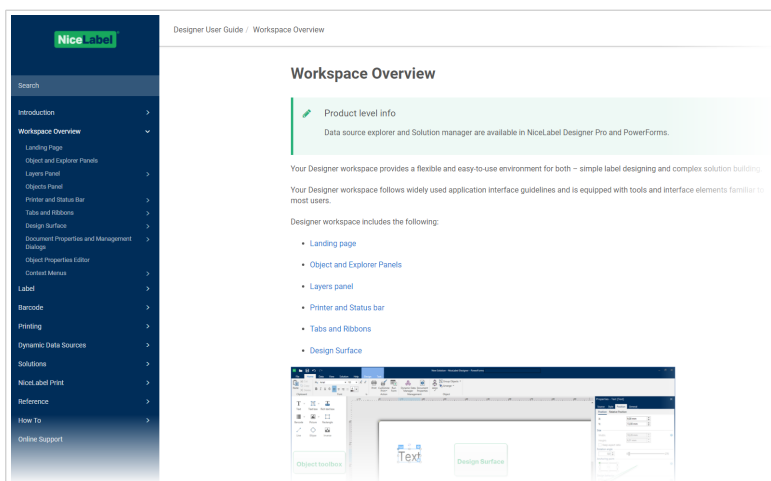 NiceLabel
Designer User Guide / Workspace Overview
Search
Introduction
Workspace Overview
Landing Page
Object and Explorer Panels
Layers Panel
Objects Panel
Printer and Status Bar
Tabs and Ribbons
Design Surface
Document Properties and Management
Dialogs
Object Properties Editor
Context Menus
Label
Barcode
Printing
Dynamic Data Sources
Solutions
NiceLabel Print
Reference
How To
Online Support
Workspace Overview
Product level info
Data source explorer and Solution manager are available in NiceLabel Designer Pro and PowerForms.
Your Designer workspace provides a flexible and easy-to-use environment for both – simple label designing and complex solution building.
Your Designer workspace follows widely used application interface guidelines and is equipped with tools and interface elements familiar to
most users.
Designer workspace includes the following:
• Landing page
• Object and Explorer Panels
• Layers panel
• Printer and Status bar
• Tabs and Ribbons
• Design Surface
Text
Object toolbox
Design Surface